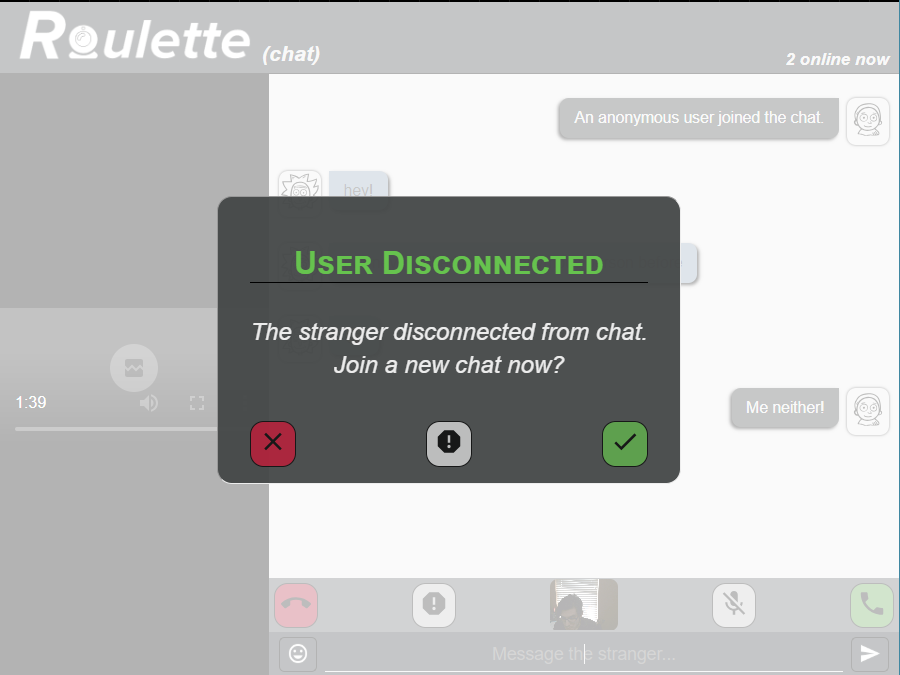 Roulette (chat)
2 online now
An anonymous user joined the chat.
hey!
USER DISCONNECTED
The stranger disconnected from chat.
Join a new chat now?
1:39
Me neither!
Message the stranger...